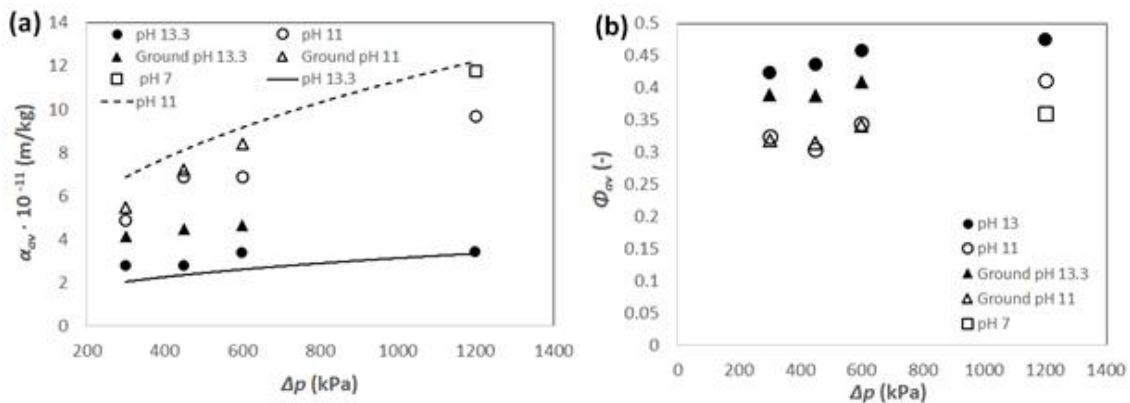 (a)
14
12
10
8
6
4
2
0
αav · 10 -11 (m/kg)
pH 13.3
pH 11
Ground pH 13.3
Ground pH 11
pH 7
pH 13.3
pH 11
200 400 600 800 1000 1200 1400
Δp (kPa)
(b)
0.5
0.45
0.4
0.35
0.3
0.25
0.2
0.15
0.1
0.05
0
Φav (-)
pH 13
pH 11
Ground pH 13.3
Ground pH 11
pH 7
0 200 400 600 800 1000 1200 1400
Δp (kPa)